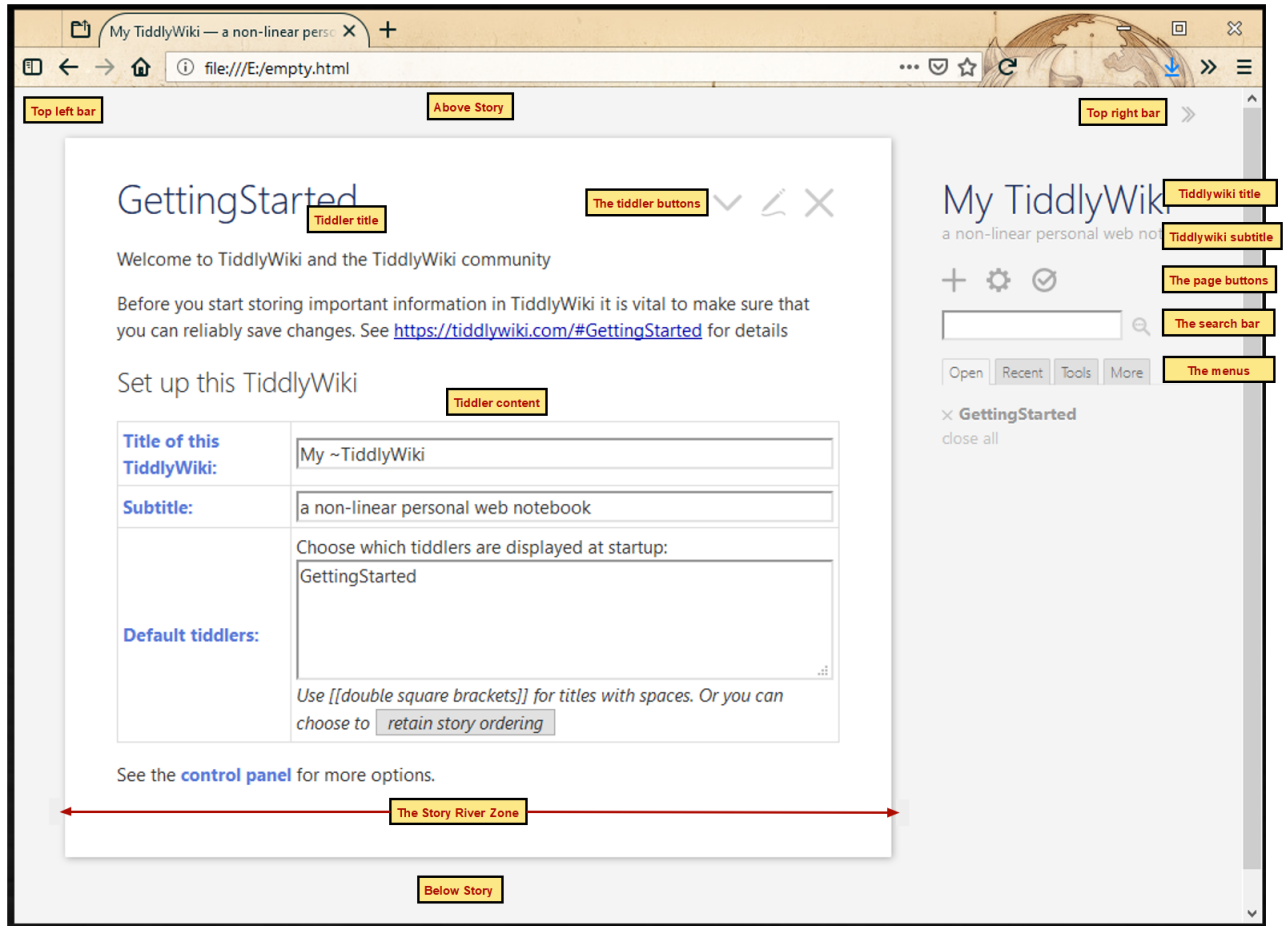 My TiddlyWiki — a non-linear perso
file:///E:/empty.html
Top left bar
Above Story
Top right bar
GettingStarted
Tiddler title
The tiddler buttons
Welcome to TiddlyWiki and the TiddlyWiki community
Before you start storing important information in TiddlyWiki it is vital to make sure that
you can reliably save changes. See https://tiddlywiki.com/#GettingStarted for details
Set up this TiddlyWiki
Tiddler content
Title of this
TiddlyWiki:
My ~TiddlyWiki
Subtitle:
a non-linear personal web notebook
Default tiddlers:
Choose which tiddlers are displayed at startup:
GettingStarted
Use [[double square brackets]] for titles with spaces. Or you can
choose to retain story ordering
See the control panel for more options.
The Story River Zone
Below Story
My TiddlyWiki
Tiddlywiki title
a non-linear personal web not
Tiddlywiki subtitle
The page buttons
The search bar
Open Recent Tools More
The menus
× GettingStarted
close all